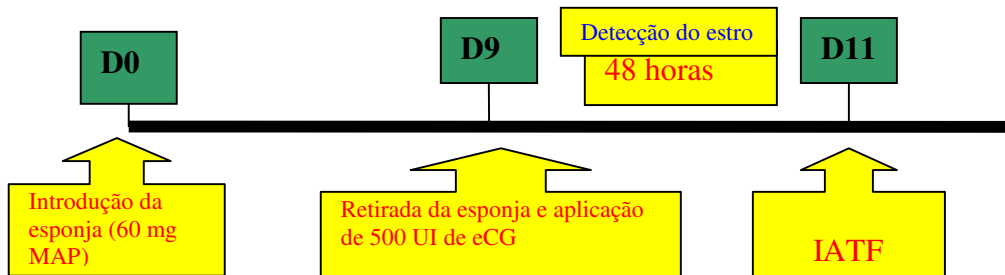 D0
D9
Detecção do estro
48 horas
D11
Introdução da
esponja (60 mg
MAP)
Retirada da esponja e aplicação
de 500 UI de eCG
IATF